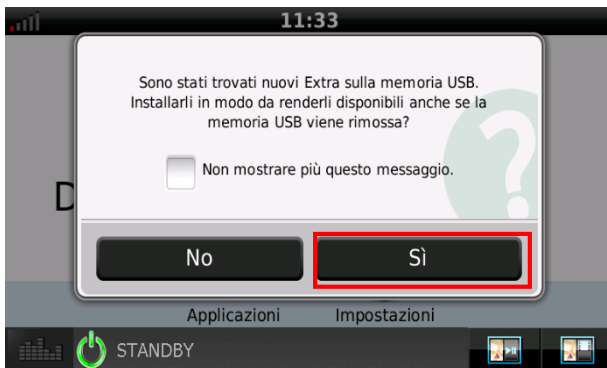 11:33
Sono stati trovati nuovi Extra sulla memoria USB.
Installarli in modo da renderli disponibili anche se la
memoria USB viene rimossa?
Non mostrare più questo messaggio.
D
No
Sì
Applicazioni Impostazioni
STANDBY